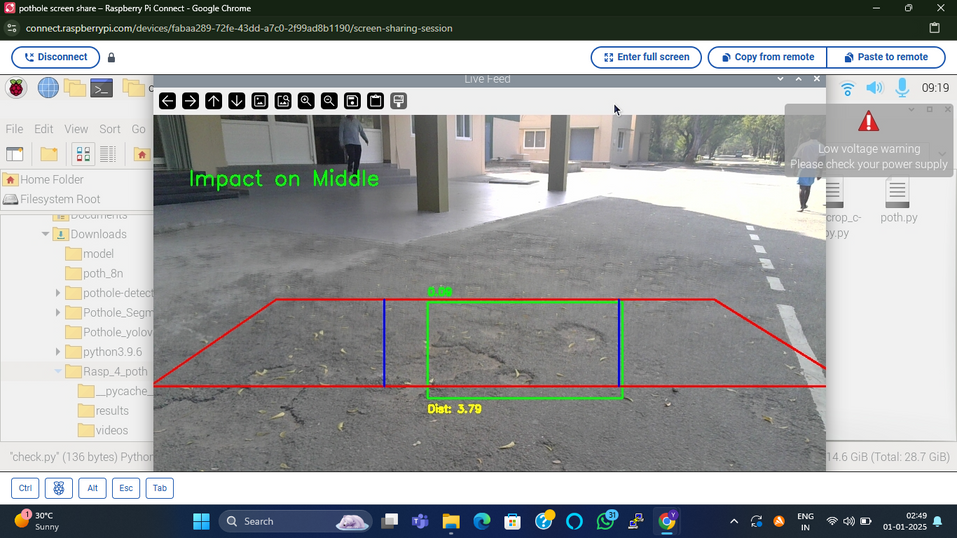 pothole screen share – Raspberry Pi Connect - Google Chrome
connect.raspberrypi.com/devices/fabaa289-72fe-43dd-a7c0-2f99ad8b1190/screen-sharing-session
Disconnect
Enter full screen
Copy from remote
Paste to remote
Live Feed
09:19
File Edit View Sort Go
Low voltage warning
Please check your power supply
Home Folder
Filesystem Root
Impact on Middle
Documents
Downloads
model
poth_8n
pothole-detect
Pothole_Segm
Pothole_yolov
python3.9.6
Rasp_4_poth
__pycache_
results
videos
crop_c-
py.py
poth.py
Dist: 3.79
"check.py" (136 bytes) Python
14.6 GiB (Total: 28.7 GiB)
Ctrl
Alt
Esc
Tab
1
30°C
Sunny
Search
31
Y
ENG
IN
02:49
01-01-2025